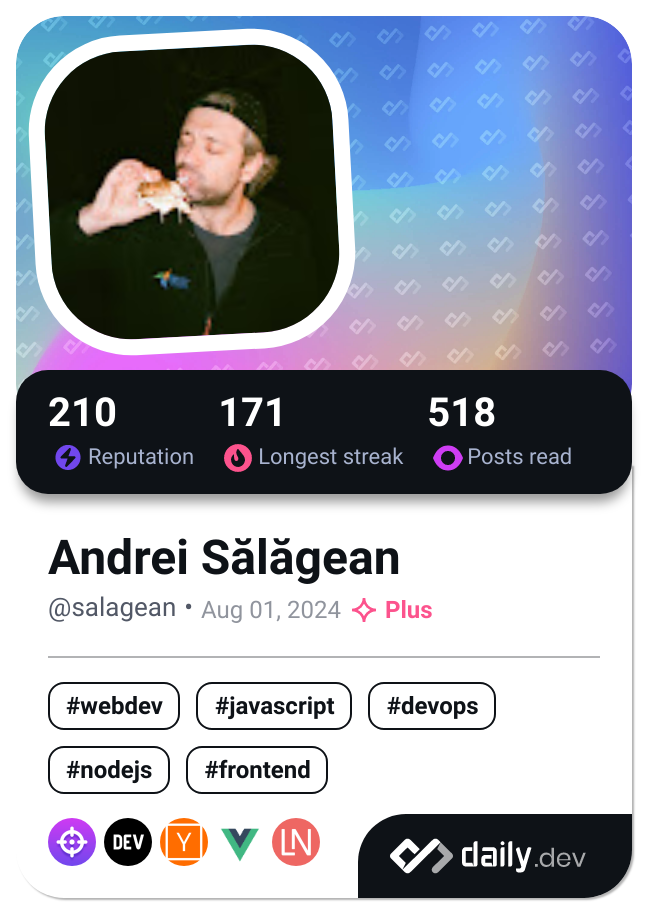 210 171 518
Reputation Longest streak Posts read
Andrei Sălăgean
@salagean • Aug 01, 2024 Plus
#webdev #javascript #devops
#nodejs #frontend
DEV Y LN
daily.dev